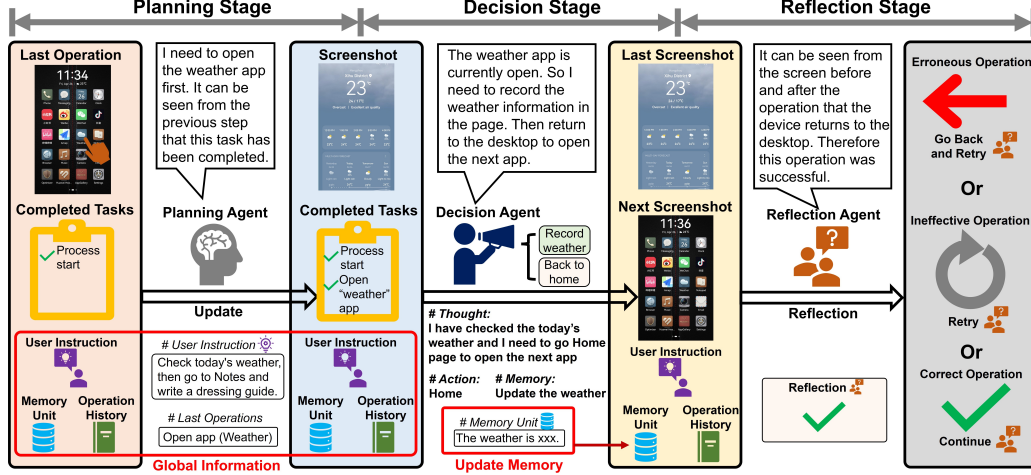 Planning Stage
Decision Stage
Reflection Stage
Last Operation
11:34
I need to open
the weather app
first. It can be
seen from the
previous step
that this task has
been completed.
Screenshot
23°
The weather app is
currently open. So I
need to record the
weather information in
the page. Then return
to the desktop to open
the next app.
Last Screenshot
23°
It can be seen from
the screen before
and after the
operation that the
device returns to the
desktop. Therefore
this operation was
successful.
Erroneous Operation
Go Back
and Retry
Or
Completed Tasks
Process
start
Planning Agent
Update
Completed Tasks
Process
start
Open
"weather"
app
Decision Agent
Record
weather
Back to
home
Next Screenshot
11:36
Reflection Agent
Reflection
Ineffective Operation
Retry
Or
# Thought:
I have checked the today's
weather and I need to go Home
page to open the next app
# Action:
Home
# Memory:
Update the weather
User Instruction
Memory
Unit
Operation
History
# User Instruction
Check today's weather,
then go to Notes and
write a dressing guide.
# Last Operations
Open app (Weather)
Global Information
User Instruction
Memory
Unit
Operation
History
# Memory Unit
The weather is xxx.
Update Memory
User Instruction
Memory
Unit
Operation
History
Reflection
Correct Operation
Continue